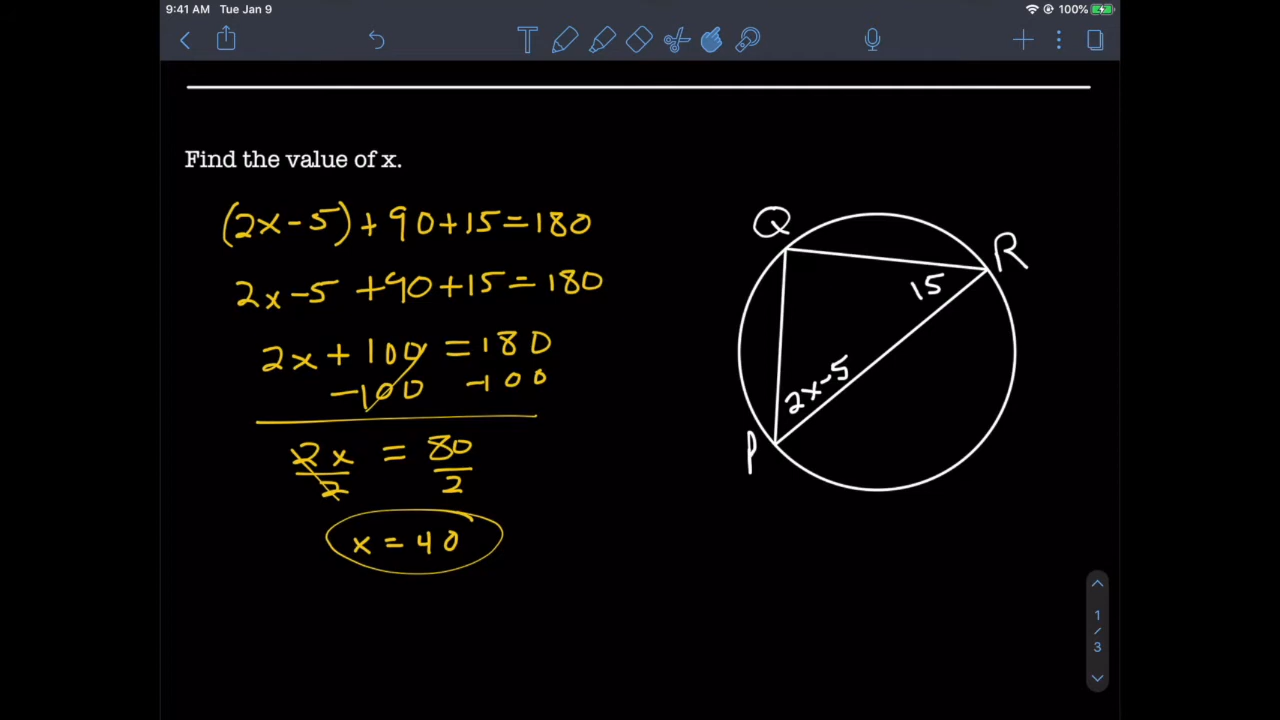 9:41 AM Tue Jan 9
100%
T
Find the value of x.
(2x-5)+90+15=180
2x-5+90+15=180
2x+100=180
-100 -100
2x = 80
2 2
x=40
Q
R
15
2x-5
P
1
/
3